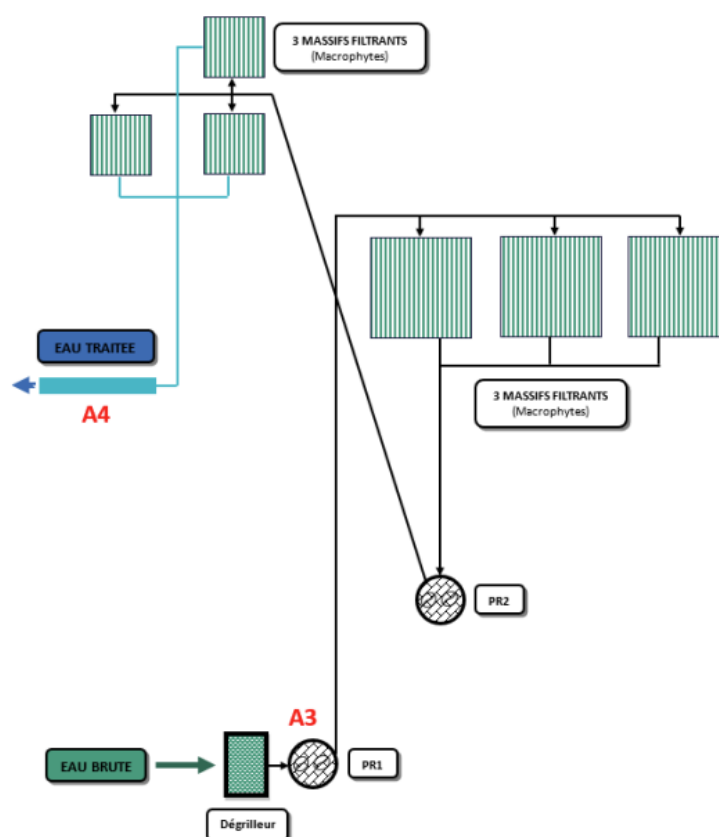 3 MASSIFS FILTRANTS
(Macrophytes)
EAU TRAITEE
A4
3 MASSIFS FILTRANTS
(Macrophytes)
PR2
A3
EAU BRUTE
PR1
Dégrilleur